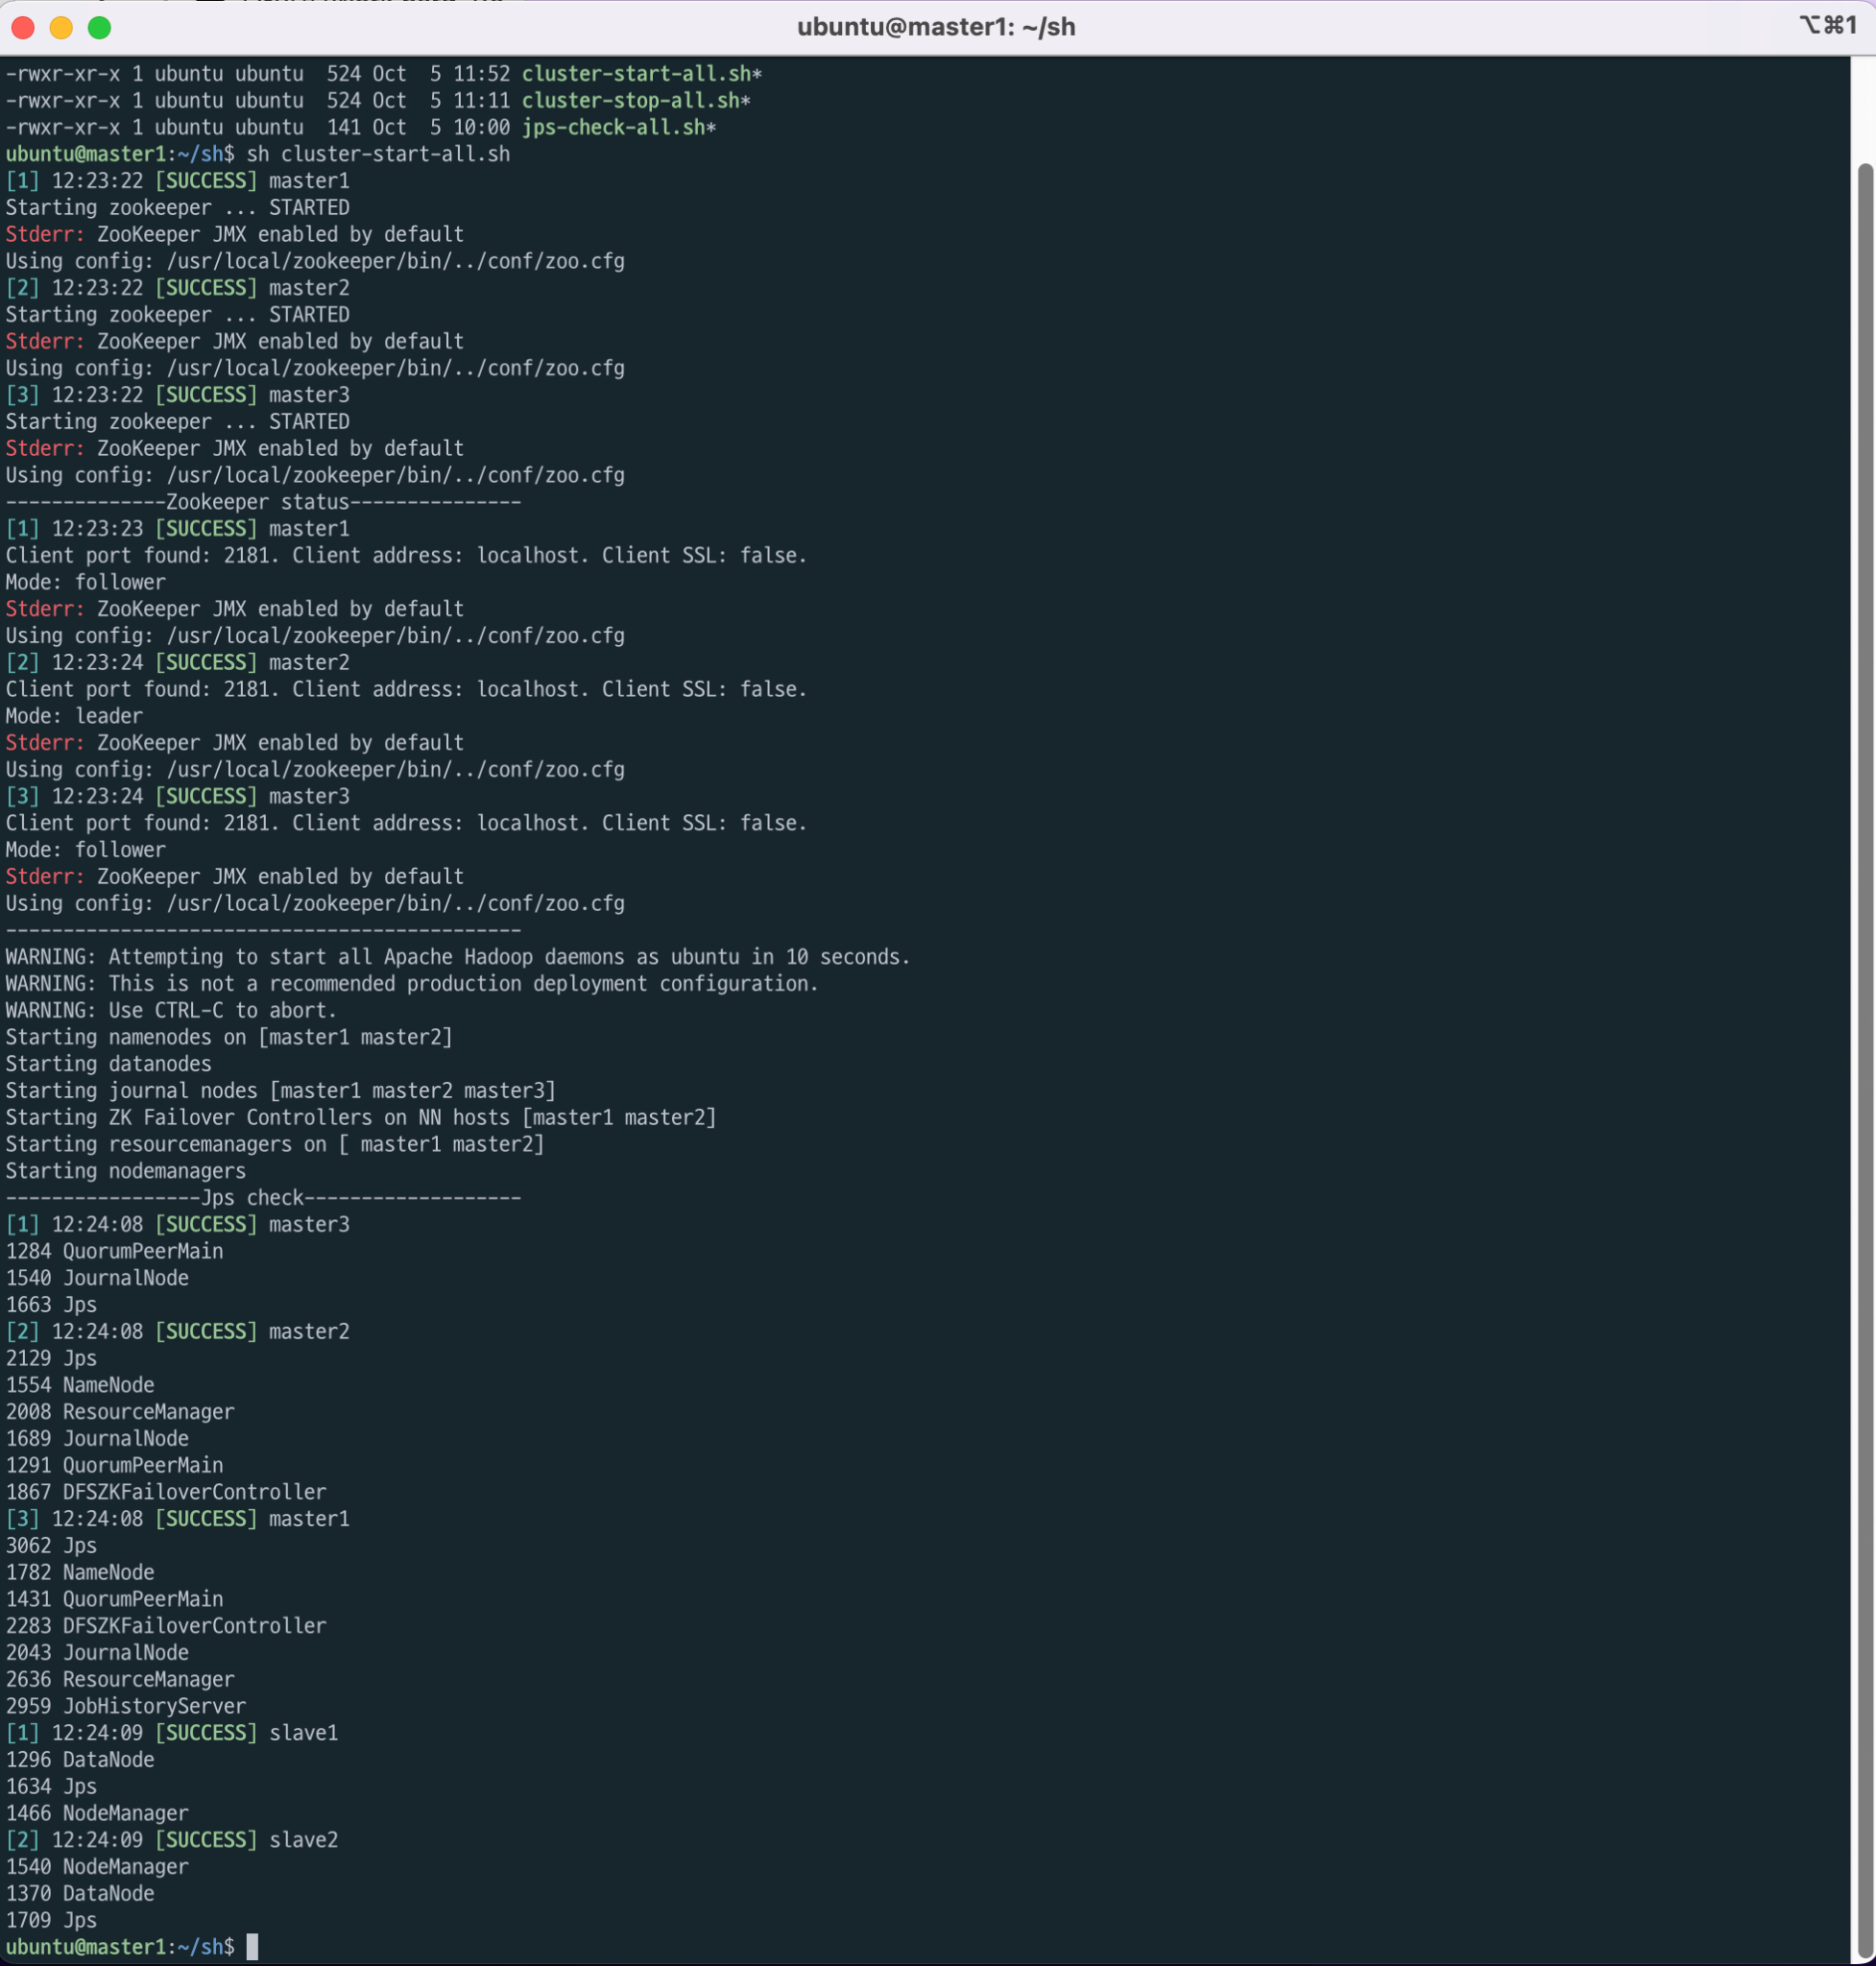 ubuntu@master1: ~/sh
⌥⌘1
-rwxr-xr-x 1 ubuntu ubuntu  524 Oct  5 11:52 cluster-start-all.sh*
-rwxr-xr-x 1 ubuntu ubuntu  524 Oct  5 11:11 cluster-stop-all.sh*
-rwxr-xr-x 1 ubuntu ubuntu  141 Oct  5 10:00 jps-check-all.sh*
ubuntu@master1:~/sh$ sh cluster-start-all.sh
[1] 12:23:22 [SUCCESS] master1
Starting zookeeper ... STARTED
Stderr: ZooKeeper JMX enabled by default
Using config: /usr/local/zookeeper/bin/../conf/zoo.cfg
[2] 12:23:22 [SUCCESS] master2
Starting zookeeper ... STARTED
Stderr: ZooKeeper JMX enabled by default
Using config: /usr/local/zookeeper/bin/../conf/zoo.cfg
[3] 12:23:22 [SUCCESS] master3
Starting zookeeper ... STARTED
Stderr: ZooKeeper JMX enabled by default
Using config: /usr/local/zookeeper/bin/../conf/zoo.cfg
--------------Zookeeper status---------------
[1] 12:23:23 [SUCCESS] master1
Client port found: 2181. Client address: localhost. Client SSL: false.
Mode: follower
Stderr: ZooKeeper JMX enabled by default
Using config: /usr/local/zookeeper/bin/../conf/zoo.cfg
[2] 12:23:24 [SUCCESS] master2
Client port found: 2181. Client address: localhost. Client SSL: false.
Mode: leader
Stderr: ZooKeeper JMX enabled by default
Using config: /usr/local/zookeeper/bin/../conf/zoo.cfg
[3] 12:23:24 [SUCCESS] master3
Client port found: 2181. Client address: localhost. Client SSL: false.
Mode: follower
Stderr: ZooKeeper JMX enabled by default
Using config: /usr/local/zookeeper/bin/../conf/zoo.cfg
---------------------------------------------
WARNING: Attempting to start all Apache Hadoop daemons as ubuntu in 10 seconds.
WARNING: This is not a recommended production deployment configuration.
WARNING: Use CTRL-C to abort.
Starting namenodes on [master1 master2]
Starting datanodes
Starting journal nodes [master1 master2 master3]
Starting ZK Failover Controllers on NN hosts [master1 master2]
Starting resourcemanagers on [ master1 master2]
Starting nodemanagers
-----------------Jps check-------------------
[1] 12:24:08 [SUCCESS] master3
1284 QuorumPeerMain
1540 JournalNode
1663 Jps
[2] 12:24:08 [SUCCESS] master2
2129 Jps
1554 NameNode
2008 ResourceManager
1689 JournalNode
1291 QuorumPeerMain
1867 DFSZKFailoverController
[3] 12:24:08 [SUCCESS] master1
3062 Jps
1782 NameNode
1431 QuorumPeerMain
2283 DFSZKFailoverController
2043 JournalNode
2636 ResourceManager
2959 JobHistoryServer
[1] 12:24:09 [SUCCESS] slave1
1296 DataNode
1634 Jps
1466 NodeManager
[2] 12:24:09 [SUCCESS] slave2
1540 NodeManager
1370 DataNode
1709 Jps
ubuntu@master1:~/sh$